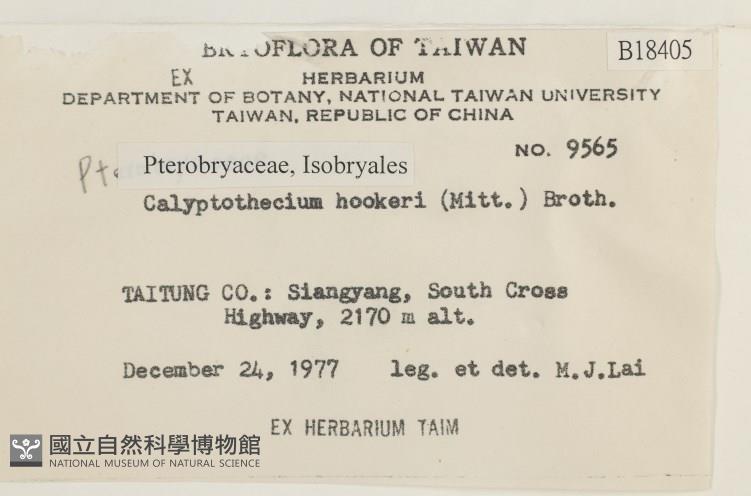 BRYOFLORA OF TAIWAN
B18405
EX HERBARIUM
DEPARTMENT OF BOTANY, NATIONAL TAIWAN UNIVERSITY
TAIWAN, REPUBLIC OF CHINA
NO. 9565
Pterobryaceae, Isobryales
Calyptothecium hookeri (Mitt.) Broth.
TAITUNG CO.: Siangyang, South Cross
Highway, 2170 m alt.
December 24, 1977 leg. et det. M.J.Lai
EX HERBARIUM TAIM
國立自然科學博物館
NATIONAL MUSEUM OF NATURAL SCIENCE